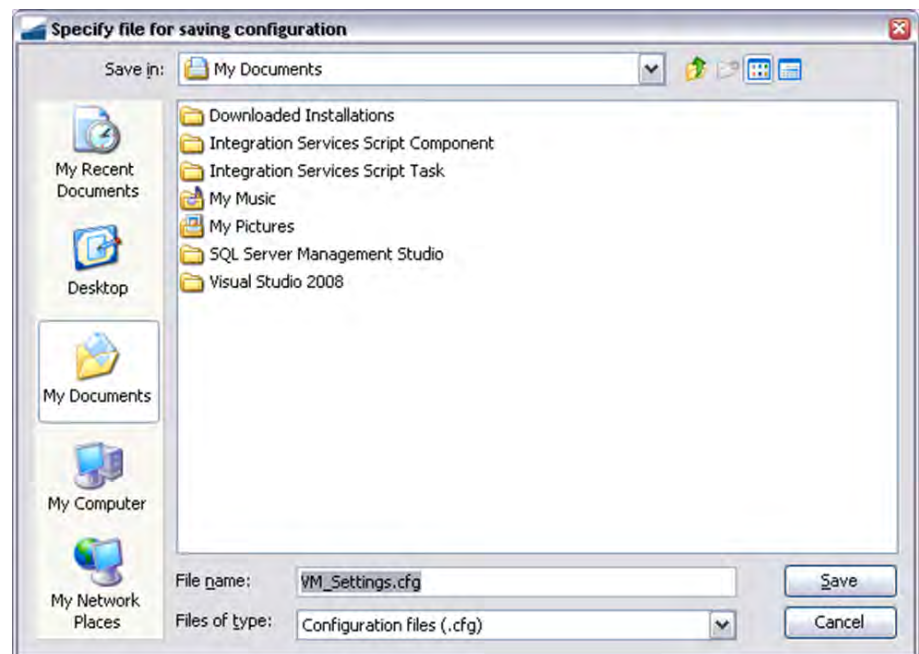 Specify file for saving configuration
Save in:
My Documents
My Recent
Documents
Desktop
My Documents
My Computer
My Network
Places
Downloaded Installations
Integration Services Script Component
Integration Services Script Task
My Music
My Pictures
SQL Server Management Studio
Visual Studio 2008
File name:
VM_Settings.cfg
Save
Files of type:
Configuration files (.cfg)
Cancel